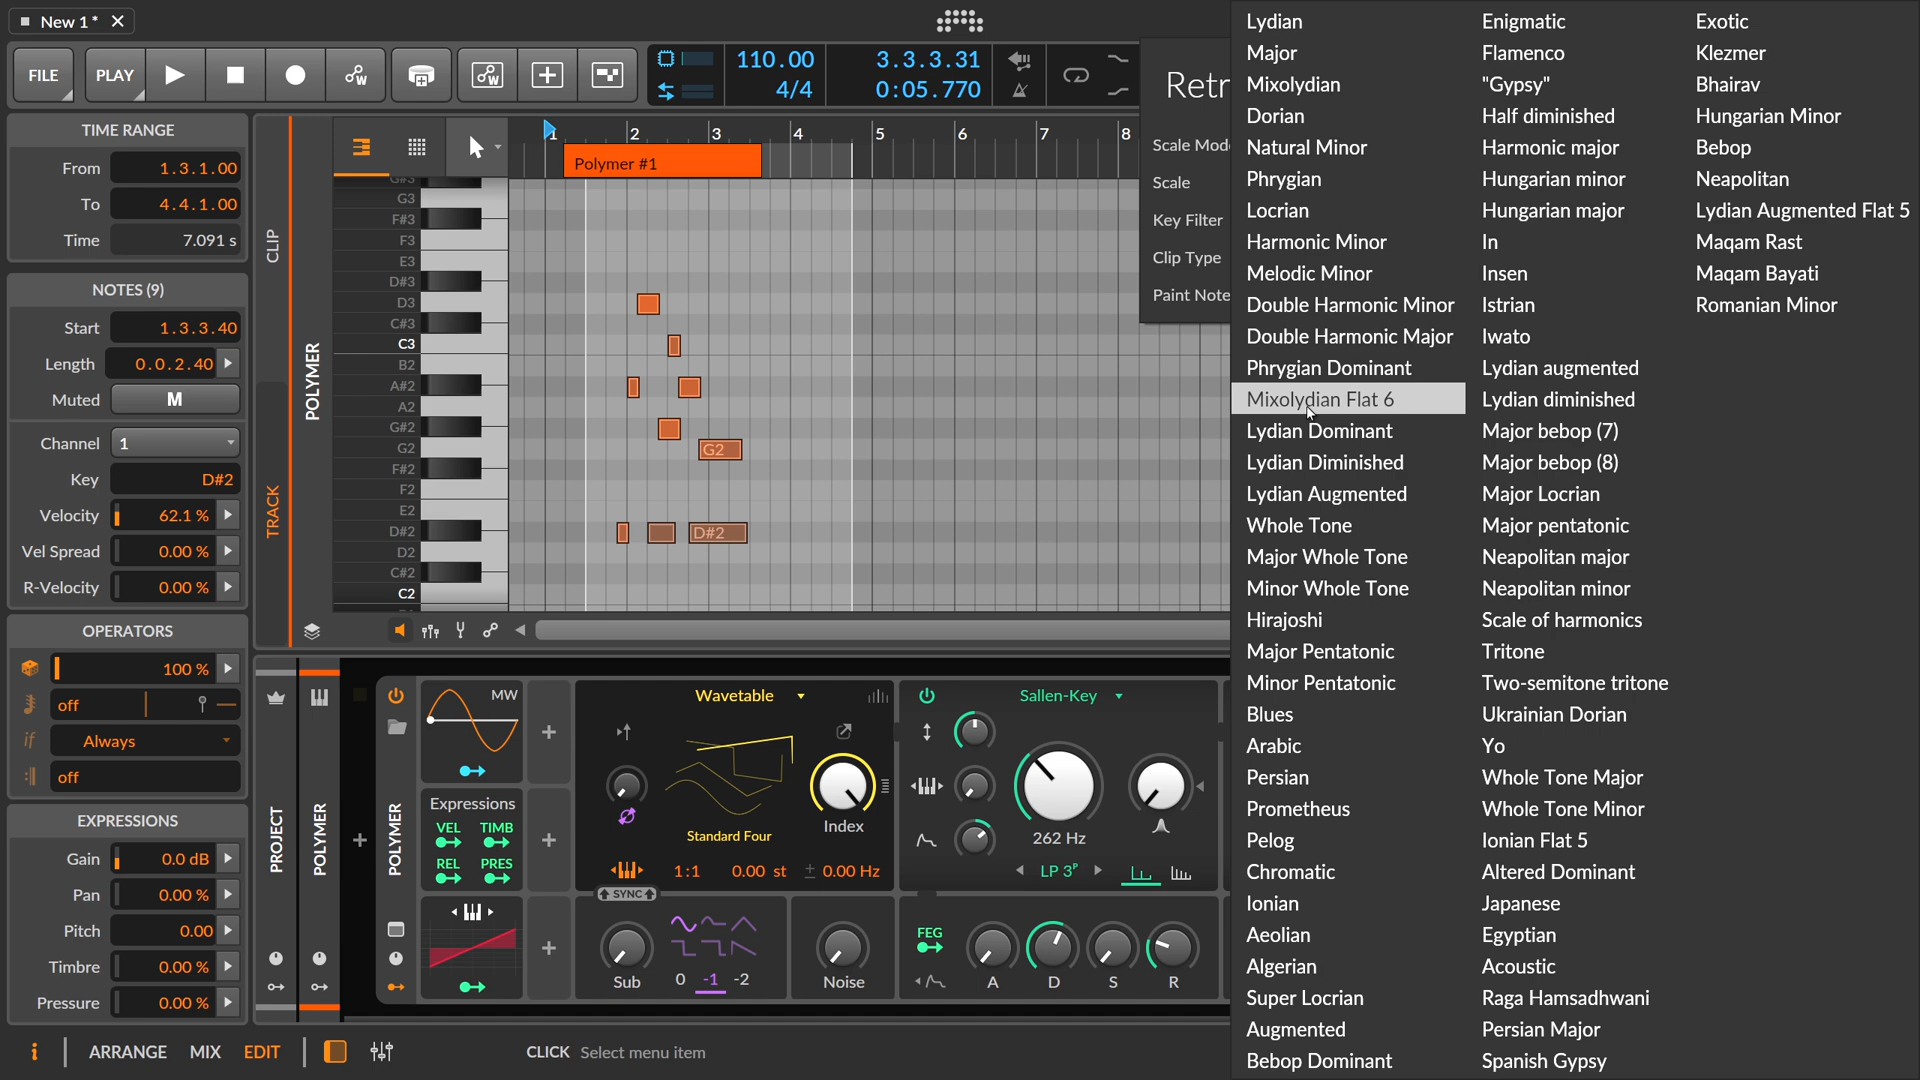 New 1*
FILE
PLAY
110.00
4/4
3.3.3.31
0:05.770
TIME RANGE
From 1.3.1.00
To 4.4.1.00
Time 7.091 s
NOTES (9)
Start 1.3.3.40
Length 0.0.2.40
Muted M
Channel 1
Key D#2
Velocity 62.1 %
Vel Spread 0.00 %
R-Velocity 0.00 %
OPERATORS
100 %
off
if Always
off
EXPRESSIONS
Gain 0.0 dB
Pan 0.00 %
Pitch 0.00
Timbre 0.00 %
Pressure 0.00 %
CLIP
TRACK
POLYMER
1 2 3 4 5 6 7 8
Polymer #1
G#3
G3
F#3
F3
E3
D#3
D3
C#3
C3
B2
A#2
A2
G#2
G2
F#2
F2
E2
D#2
D2
C#2
C2
G2
D#2
Retr
Scale Mod
Scale
Key Filter
Clip Type
Paint Note
PROJECT
POLYMER
POLYMER
MW
Expressions
VEL TIMB
REL PRES
Wavetable
Index
Standard Four
1:1 0.00 st ± 0.00 Hz
SYNC
Sub
0 -1 -2
Noise
Sallen-Key
262 Hz
LP 3P
FEG
A D S R
Lydian
Major
Mixolydian
Dorian
Natural Minor
Phrygian
Locrian
Harmonic Minor
Melodic Minor
Double Harmonic Minor
Double Harmonic Major
Phrygian Dominant
Mixolydian Flat 6
Lydian Dominant
Lydian Diminished
Lydian Augmented
Whole Tone
Major Whole Tone
Minor Whole Tone
Hirajoshi
Major Pentatonic
Minor Pentatonic
Blues
Arabic
Persian
Prometheus
Pelog
Chromatic
Ionian
Aeolian
Algerian
Super Locrian
Augmented
Bebop Dominant
Enigmatic
Flamenco
"Gypsy"
Half diminished
Harmonic major
Hungarian minor
Hungarian major
In
Insen
Istrian
Iwato
Lydian augmented
Lydian diminished
Major bebop (7)
Major bebop (8)
Major Locrian
Major pentatonic
Neapolitan major
Neapolitan minor
Scale of harmonics
Tritone
Two-semitone tritone
Ukrainian Dorian
Yo
Whole Tone Major
Whole Tone Minor
Ionian Flat 5
Altered Dominant
Japanese
Egyptian
Acoustic
Raga Hamsadhwani
Persian Major
Spanish Gypsy
Exotic
Klezmer
Bhairav
Hungarian Minor
Bebop
Neapolitan
Lydian Augmented Flat 5
Maqam Rast
Maqam Bayati
Romanian Minor
i ARRANGE MIX EDIT
CLICK Select menu item